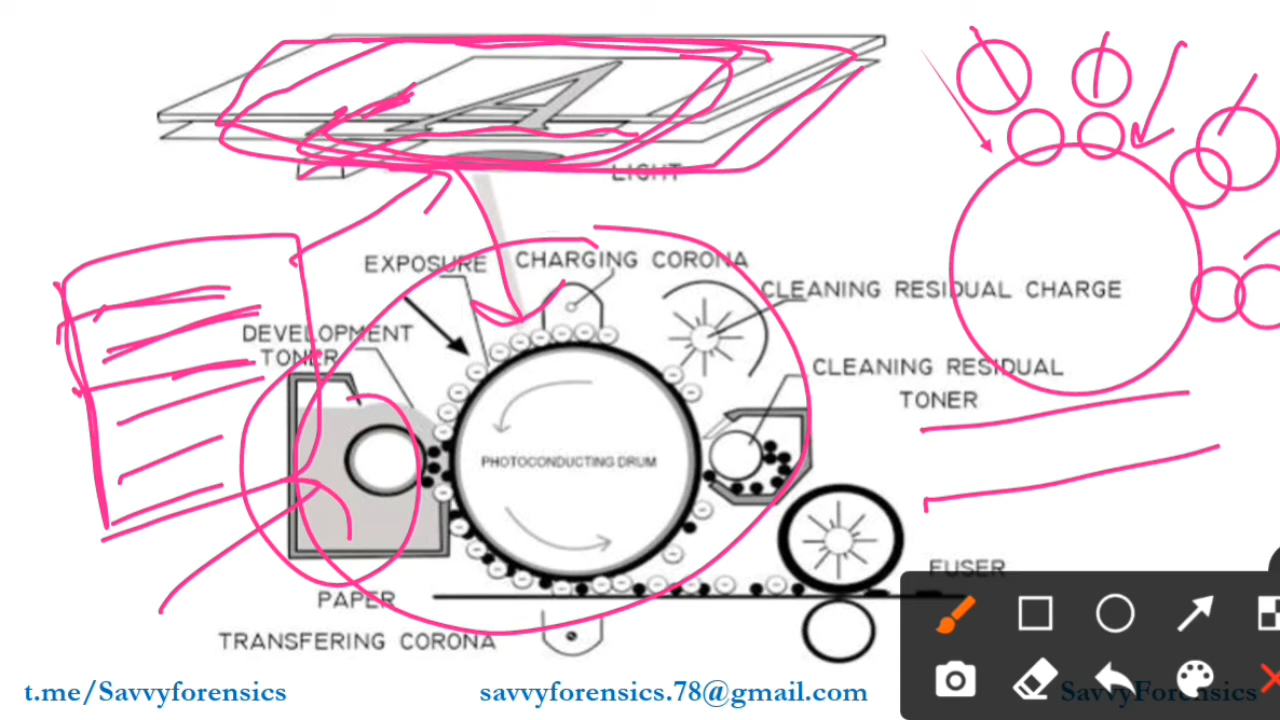 LIGHT
EXPOSURE
CHARGING CORONA
CLEANING RESIDUAL CHARGE
DEVELOPMENT
TONER
CLEANING RESIDUAL
TONER
PHOTOCONDUCTING DRUM
FUSER
PAPER
TRANSFERING CORONA
t.me/Savvyforensics
savvyforensics.78@gmail.com
SavvyForensics